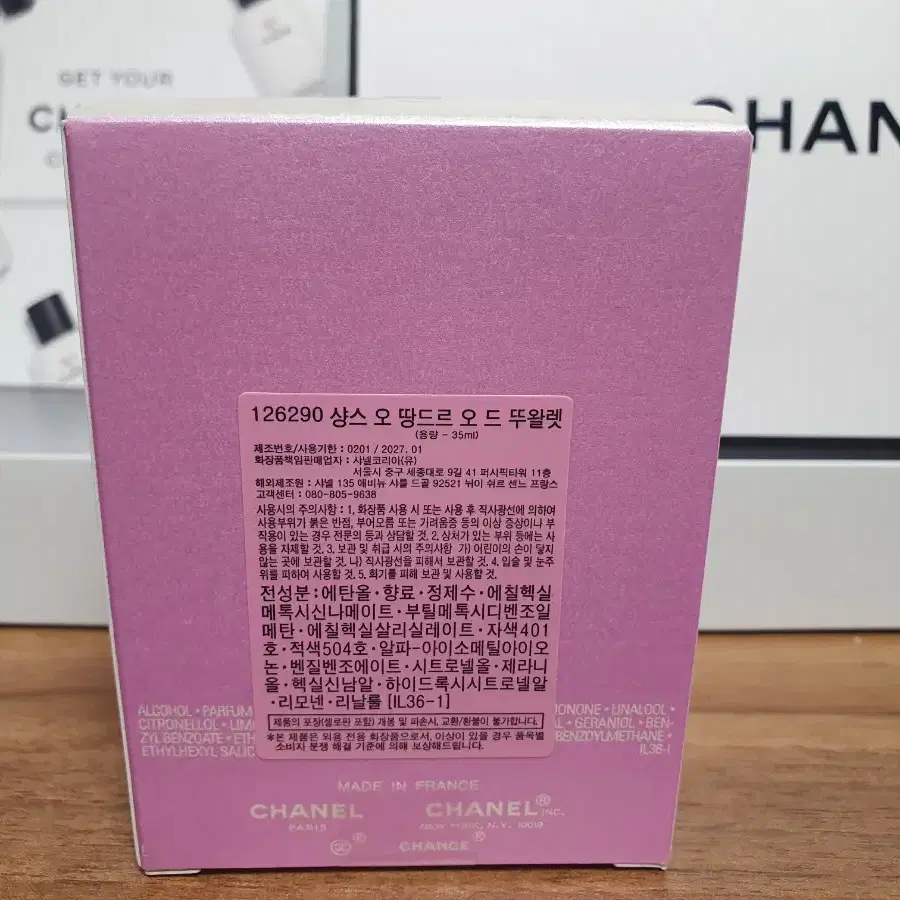 GET YOUR
CHAN
126290 샹스 오 땅드르 오 드 뚜왈렛
(용량 - 35ml)
제조번호/사용기한 : 0201 / 2027. 01
화장품책임판매업자 : 샤넬코리아(유)
서울시 중구 세종대로 9길 41 퍼시픽타워 11층
해외제조원 : 샤넬 135 애비뉴 샤를 드골 92521 뉘이 쉬르 센느 프랑스
고객센터 : 080-805-9638
사용시의 주의사항 : 1, 화장품 사용 시 또는 사용 후 직사광선에 의하여
사용부위가 붉은 반점, 부어오름 또는 가려움증 등의 이상 증상이나 부
작용이 있는 경우 전문의 등과 상담할 것. 2. 상처가 있는 부위 등에는 사
용을 자제할 것. 3. 보관 및 취급 시의 주의사항 가) 어린이의 손이 닿지
않는 곳에 보관할 것. 나) 직사광선을 피해서 보관할 것. 4. 입술 및 눈주
위를 피하여 사용할 것. 5. 화기를 피해 보관 및 사용할 것.
전성분 : 에탄올·향료·정제수·에칠헥실
메톡시신나메이트·부틸메톡시디벤조일
메탄·에칠헥실살리실레이트·자색401
호·적색504호·알파-아이소메틸아이오
논·벤질벤조에이트·시트로넬올·제라니
올·헥실신남알·하이드록시시트로넬알
·리모넨·리날롤 [IL36-1]
제품의 포장(셀로판 포함) 개봉 및 파손시, 교환/환불이 불가합니다.
*본 제품은 외용 전용 화장품으로서, 이상이 있을 경우 품목별
소비자 분쟁 해결 기준에 의해 보상해드립니다.
ALCOHOL · PARFUM IONONE · LINALOOL ·
CITRONELLOL · LIMO L · GERANIOL · BEN-
ZYL BENZOATE · ETH BENZOYLMETHANE ·
ETHYLHEXYL SALIC IL36-1
MADE IN FRANCE
CHANEL CHANEL® INC.
PARIS NEW YORK, N.Y. 10019
CHANCE®